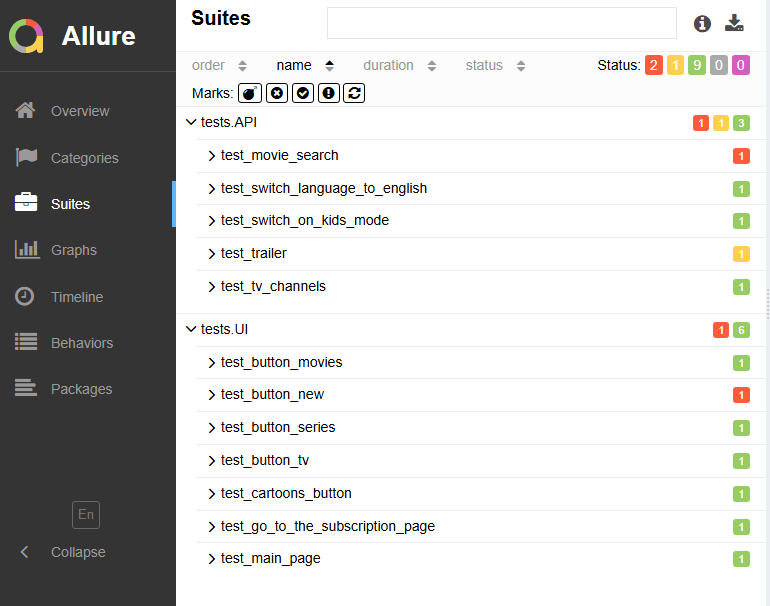 Allure
Overview
Categories
Suites
Graphs
Timeline
Behaviors
Packages
En
Collapse
Suites
order name duration status Status: 2 1 9 0 0
Marks:
tests.API 1 1 3
test_movie_search 1
test_switch_language_to_english 1
test_switch_on_kids_mode 1
test_trailer 1
test_tv_channels 1
tests.UI 1 6
test_button_movies 1
test_button_new 1
test_button_series 1
test_button_tv 1
test_cartoons_button 1
test_go_to_the_subscription_page 1
test_main_page 1